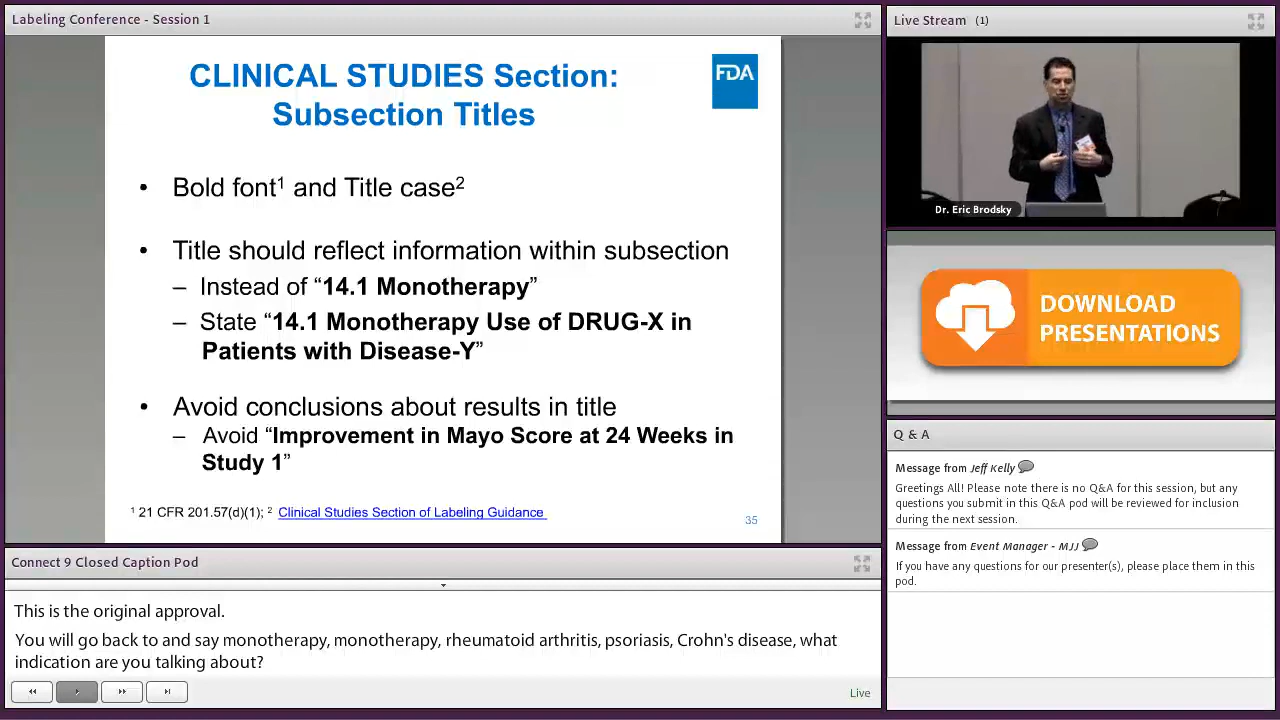 Labeling Conference - Session 1
CLINICAL STUDIES Section:
Subsection Titles
FDA
• Bold font¹ and Title case²
• Title should reflect information within subsection
– Instead of “14.1 Monotherapy”
– State “14.1 Monotherapy Use of DRUG-X in
Patients with Disease-Y”
• Avoid conclusions about results in title
– Avoid “Improvement in Mayo Score at 24 Weeks in
Study 1”
¹ 21 CFR 201.57(d)(1); ² Clinical Studies Section of Labeling Guidance
35
Connect 9 Closed Caption Pod
This is the original approval.
You will go back to and say monotherapy, monotherapy, rheumatoid arthritis, psoriasis, Crohn's disease, what
indication are you talking about?
Live
Live Stream (1)
Dr. Eric Brodsky
DOWNLOAD
PRESENTATIONS
Q & A
Message from Jeff Kelly
Greetings All! Please note there is no Q&A for this session, but any
questions you submit in this Q&A pod will be reviewed for inclusion
during the next session.
Message from Event Manager - MJJ
If you have any questions for our presenter(s), please place them in this
pod.